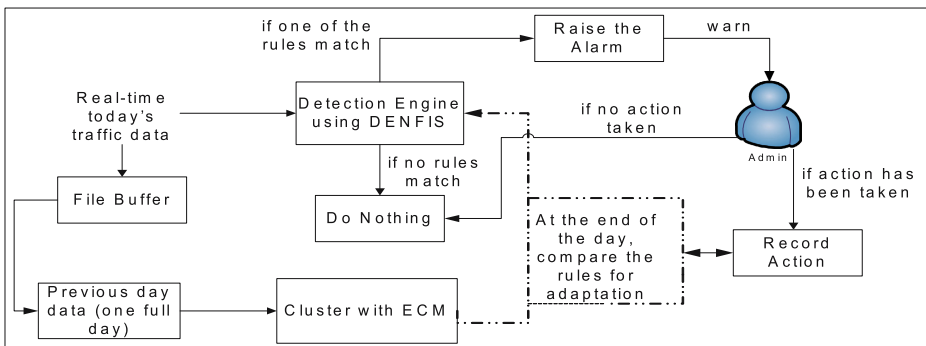 if one of the
rules match
Raise the
Alarm
warn
Real-time
today's
traffic data
Detection Engine
using DENFIS
if no action
taken
Admin
if no rules
match
if action has
been taken
File Buffer
Do Nothing
At the end of
the day,
compare the
rules for
adaptation
Record
Action
Previous day
data (one full
day)
Cluster with ECM